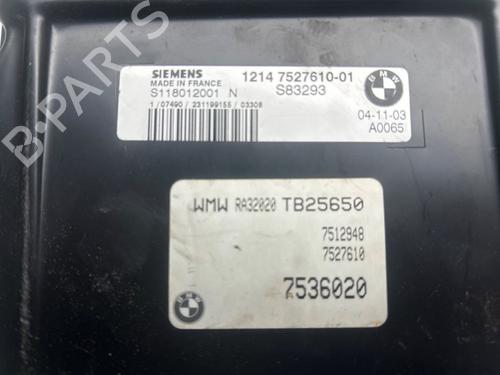 SIEMENS
MADE IN FRANCE
S118012001 N
1214 7527610-01
S83293
BMW
1 / 07490 / 231199155 / 03308
04-11-03
A0065
WMW RA32020 TB25650
7512948
7527610
7536020
B-PARTS